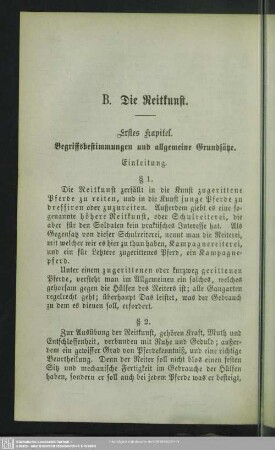 B. Die Reitkunst.
Erstes Kapitel.
Begriffsbestimmungen und allgemeine Grundsätze.
Einleitung.
§ 1.
Die Reitkunst zerfällt in die Kunst zugerittene
Pferde zu reiten, und in die Kunst junge Pferde zu
dressiren oder zuzureiten. Außerdem giebt es eine so-
genannte höhere Reitkunst, oder Schulreiterei, die
aber für den Soldaten kein praktisches Interesse hat. Als
Gegensatz von dieser Schulreiterei, nennt man die Reiterei,
mit welcher wir es hier zu thun haben, Kampagnereiterei,
und ein für Letztere zugerittenes Pferd, ein Kampagne-
pferd.
Unter einem zugerittenen oder kurzweg gerittenen
Pferde, versteht man im Allgemeinen ein solches, welches
gehorsam gegen die Hülfen des Reiters ist; alle Gangarten
regelrecht geht; überhaupt Das leistet, was der Gebrauch
zu dem es dienen soll, erfordert.
§ 2.
Zur Ausübung der Reitkunst, gehören Kraft, Muth und
Entschlossenheit, verbunden mit Ruhe und Geduld; außer-
dem ein gewisser Grad von Pferdekenntniß, und eine richtige
Beurtheilung. Denn der Reiter soll nicht blos einen festen
Sitz und mechanische Fertigkeit im Gebrauche der Hülfen
haben, sondern er soll auch bei jedem Pferde was er besteigt,